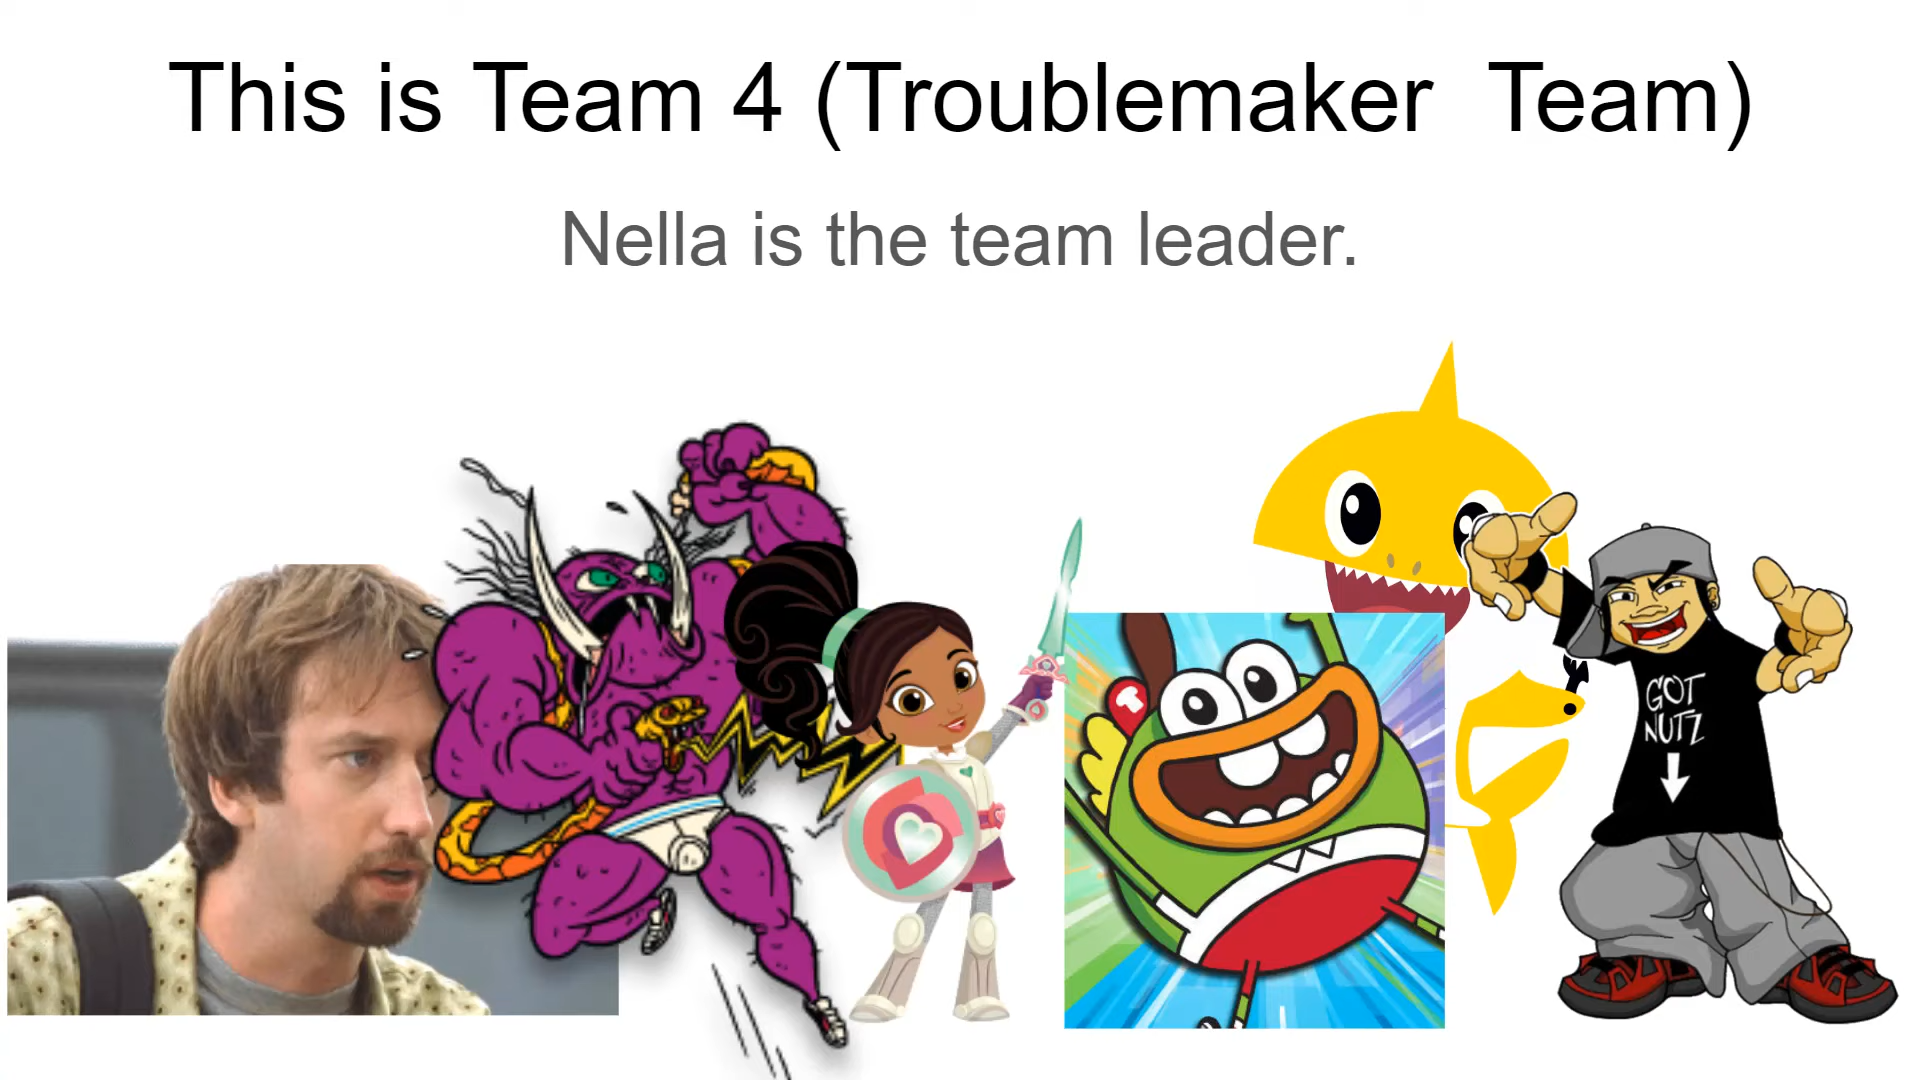 This is Team 4 (Troublemaker  Team)
Nella is the team leader.
GOT
NUTZ